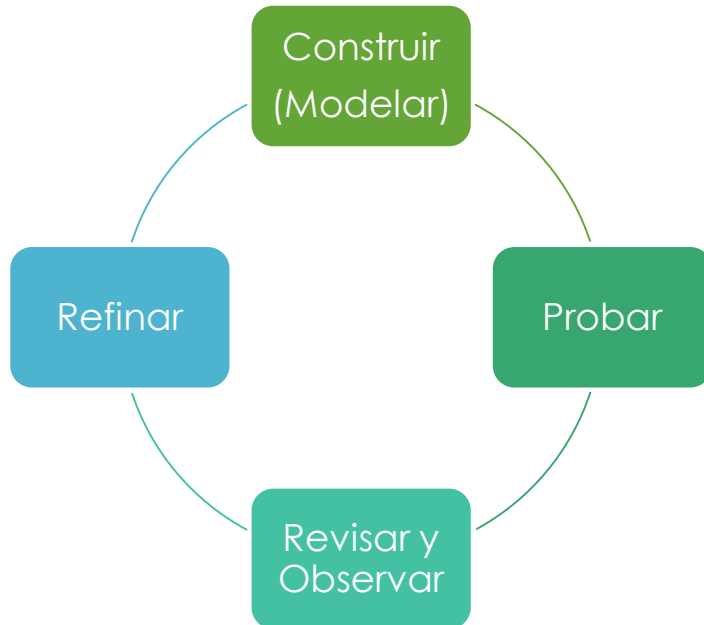 Construir
(Modelar)
Refinar
Probar
Revisar y
Observar